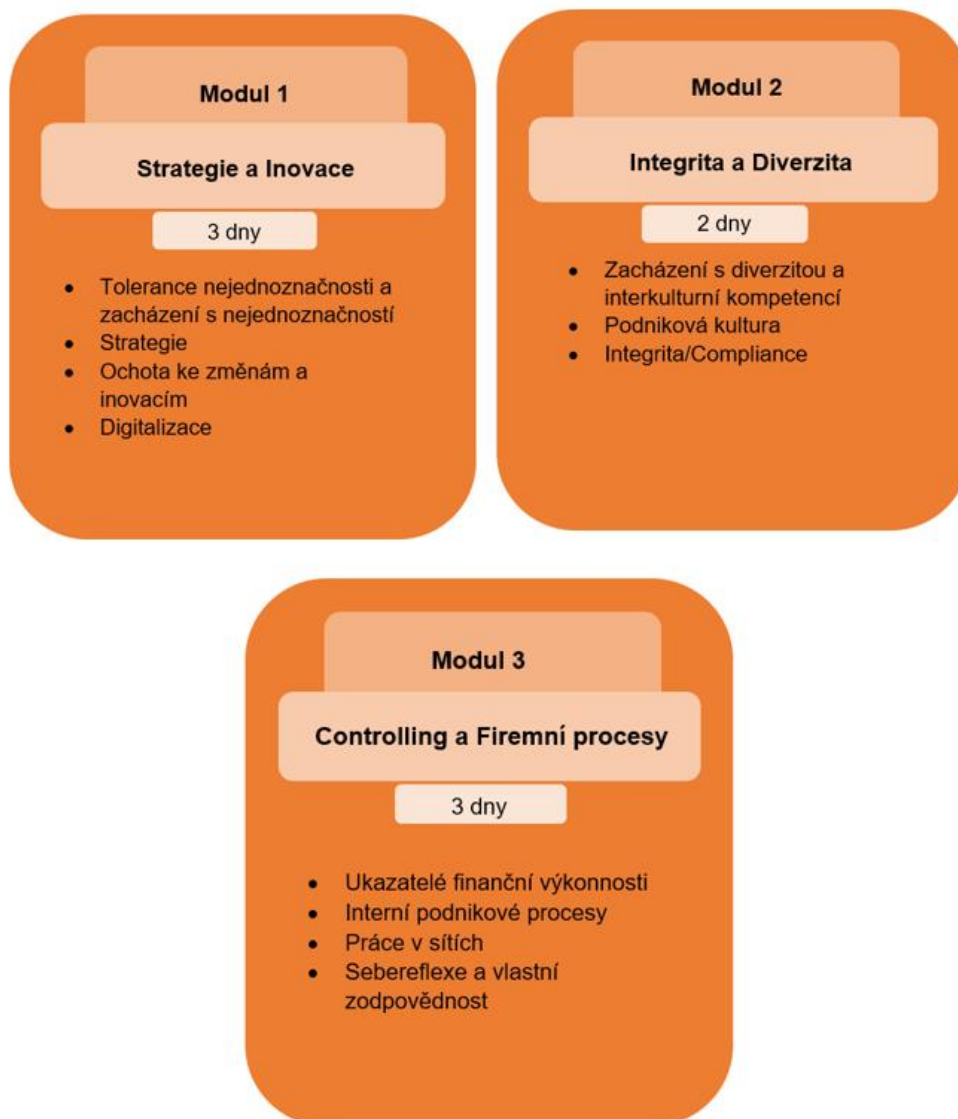 Modul 1
Strategie a Inovace
3 dny
• Tolerance nejednoznačnosti a
zacházení s nejednoznačností
• Strategie
• Ochota ke změnám a
inovacím
• Digitalizace
Modul 2
Integrita a Diverzita
2 dny
• Zacházení s diverzitou a
interkulturní kompetencí
• Podniková kultura
• Integrita/Compliance
Modul 3
Controlling a Firemní procesy
3 dny
• Ukazatelé finanční výkonnosti
• Interní podnikové procesy
• Práce v sítích
• Sebereflexe a vlastní
zodpovědnost